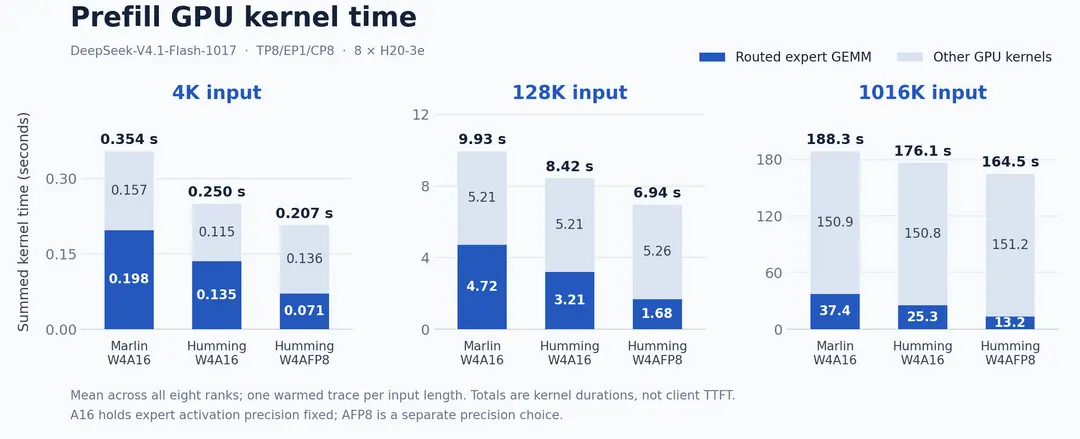 Prefill GPU kernel time
DeepSeek-V4.1-Flash-1017 · TP8/EP1/CP8 · 8 × H20-3e
Routed expert GEMM
Other GPU kernels
Summed kernel time (seconds)
4K input
0.30
0.15
0.00
0.354 s
0.157
0.198
0.250 s
0.115
0.135
0.207 s
0.136
0.071
Marlin
W4A16
Humming
W4A16
Humming
W4AFP8
128K input
12
8
4
0
9.93 s
5.21
4.72
8.42 s
5.21
3.21
6.94 s
5.26
1.68
Marlin
W4A16
Humming
W4A16
Humming
W4AFP8
1016K input
180
120
60
0
188.3 s
150.9
37.4
176.1 s
150.8
25.3
164.5 s
151.2
13.2
Marlin
W4A16
Humming
W4A16
Humming
W4AFP8
Mean across all eight ranks; one warmed trace per input length. Totals are kernel durations, not client TTFT.
A16 holds expert activation precision fixed; AFP8 is a separate precision choice.